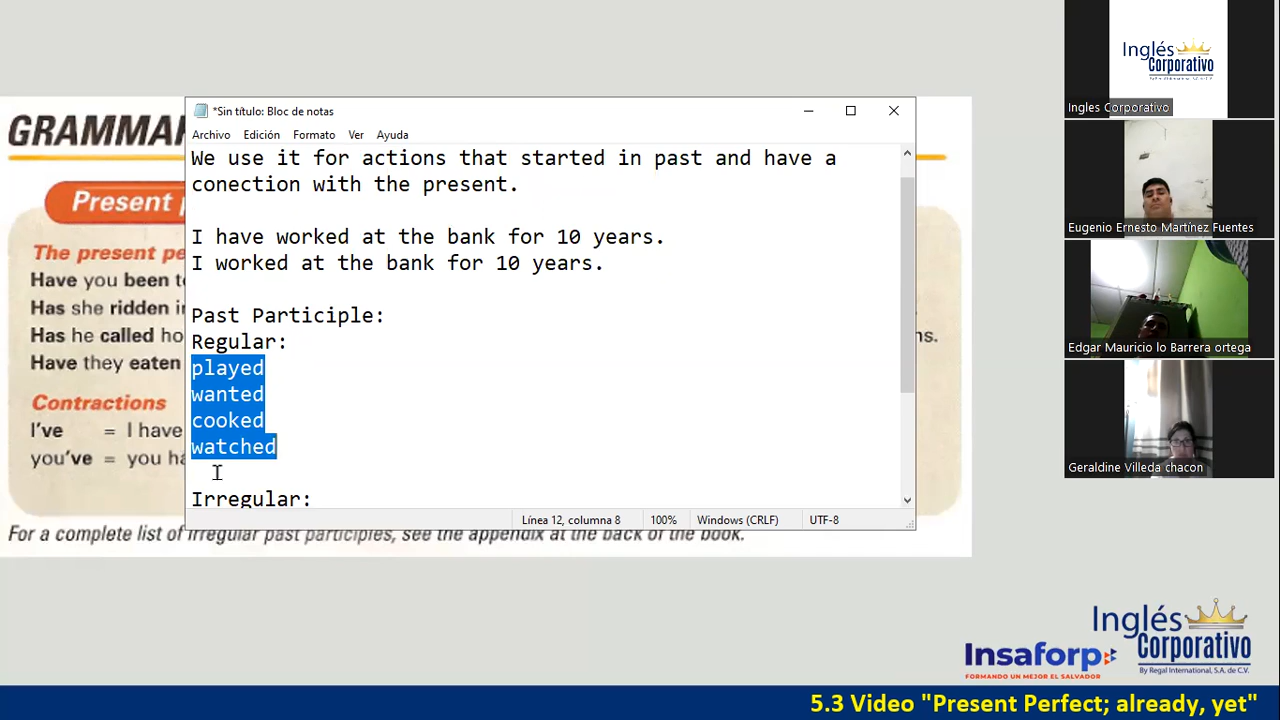 GRAMMAR
Present p
The present pe
Have you been t
Has she ridden i
Has he called ho
Have they eaten
ns.
Contractions
I've = I have
you've = you ha
For a complete list of irregular past participles, see the appendix at the back of the book.
*Sin título: Bloc de notas
Archivo Edición Formato Ver Ayuda
We use it for actions that started in past and have a
conection with the present.
I have worked at the bank for 10 years.
I worked at the bank for 10 years.
Past Participle:
Regular:
played
wanted
cooked
watched
Irregular:
Línea 12, columna 8 100% Windows (CRLF) UTF-8
Inglés
Corporativo
Ingles Corporativo
Eugenio Ernesto Martínez Fuentes
Edgar Mauricio lo Barrera ortega
Geraldine Villeda chacon
Insaforp
FORMANDO UN MEJOR EL SALVADOR
Inglés
Corporativo
By Regal International, S.A. de C.V.
5.3 Video "Present Perfect; already, yet"